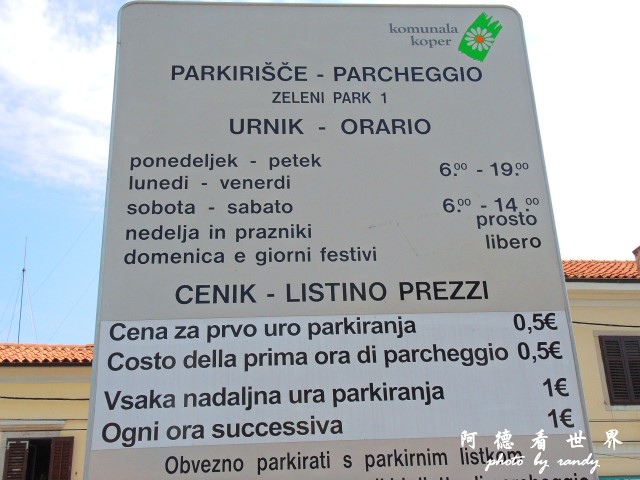 komunala
koper
PARKIRIŠČE - PARCHEGGIO
ZELENI PARK 1
URNIK - ORARIO
ponedeljek - petek
lunedi - venerdi
6.00 - 19.00
sobota - sabato 6.00 - 14.00
nedelja in prazniki prosto
domenica e giorni festivi libero
CENIK - LISTINO PREZZI
Cena za prvo uro parkiranja 0,5€
Costo della prima ora di parcheggio 0,5€
Vsaka nadaljna ura parkiranja 1€
Ogni ora successiva 1€
Obvezno parkirati s parkirnim listkom
di parcheggio
阿德看世界
photo by randy